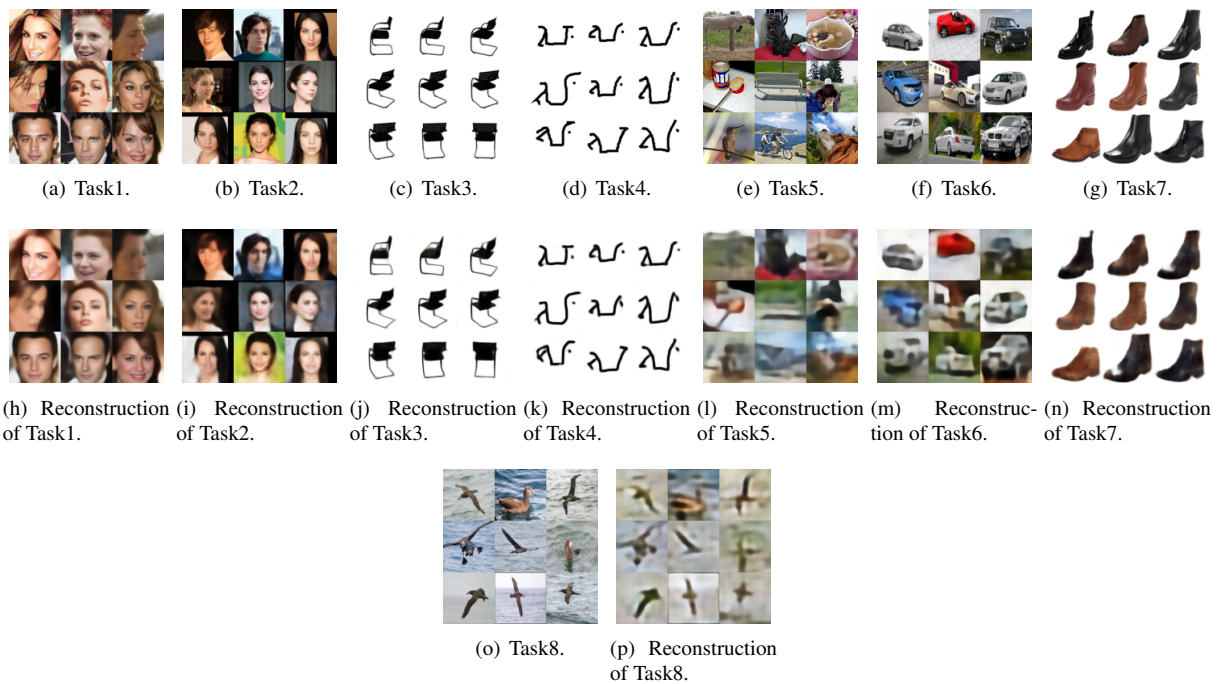 (a) Task1.
(b) Task2.
(c) Task3.
(d) Task4.
(e) Task5.
(f) Task6.
(g) Task7.
(h) Reconstruction
of Task1.
(i) Reconstruction
of Task2.
(j) Reconstruction
of Task3.
(k) Reconstruction
of Task4.
(l) Reconstruction
of Task5.
(m) Reconstruc-
tion of Task6.
(n) Reconstruction
of Task7.
(o) Task8.
(p) Reconstruction
of Task8.